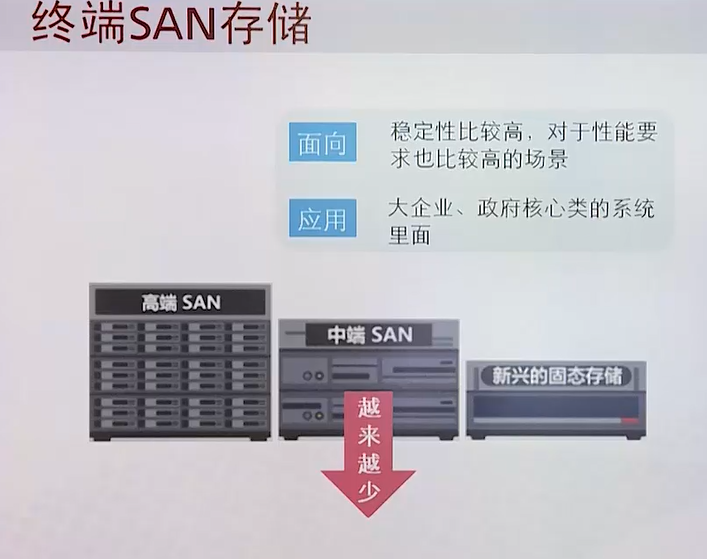 终端SAN存储
面向
稳定性比较高，对于性能要
求也比较高的场景
应用
大企业、政府核心类的系统
里面
高端 SAN
中端 SAN
新兴的固态存储
越
来
越
少